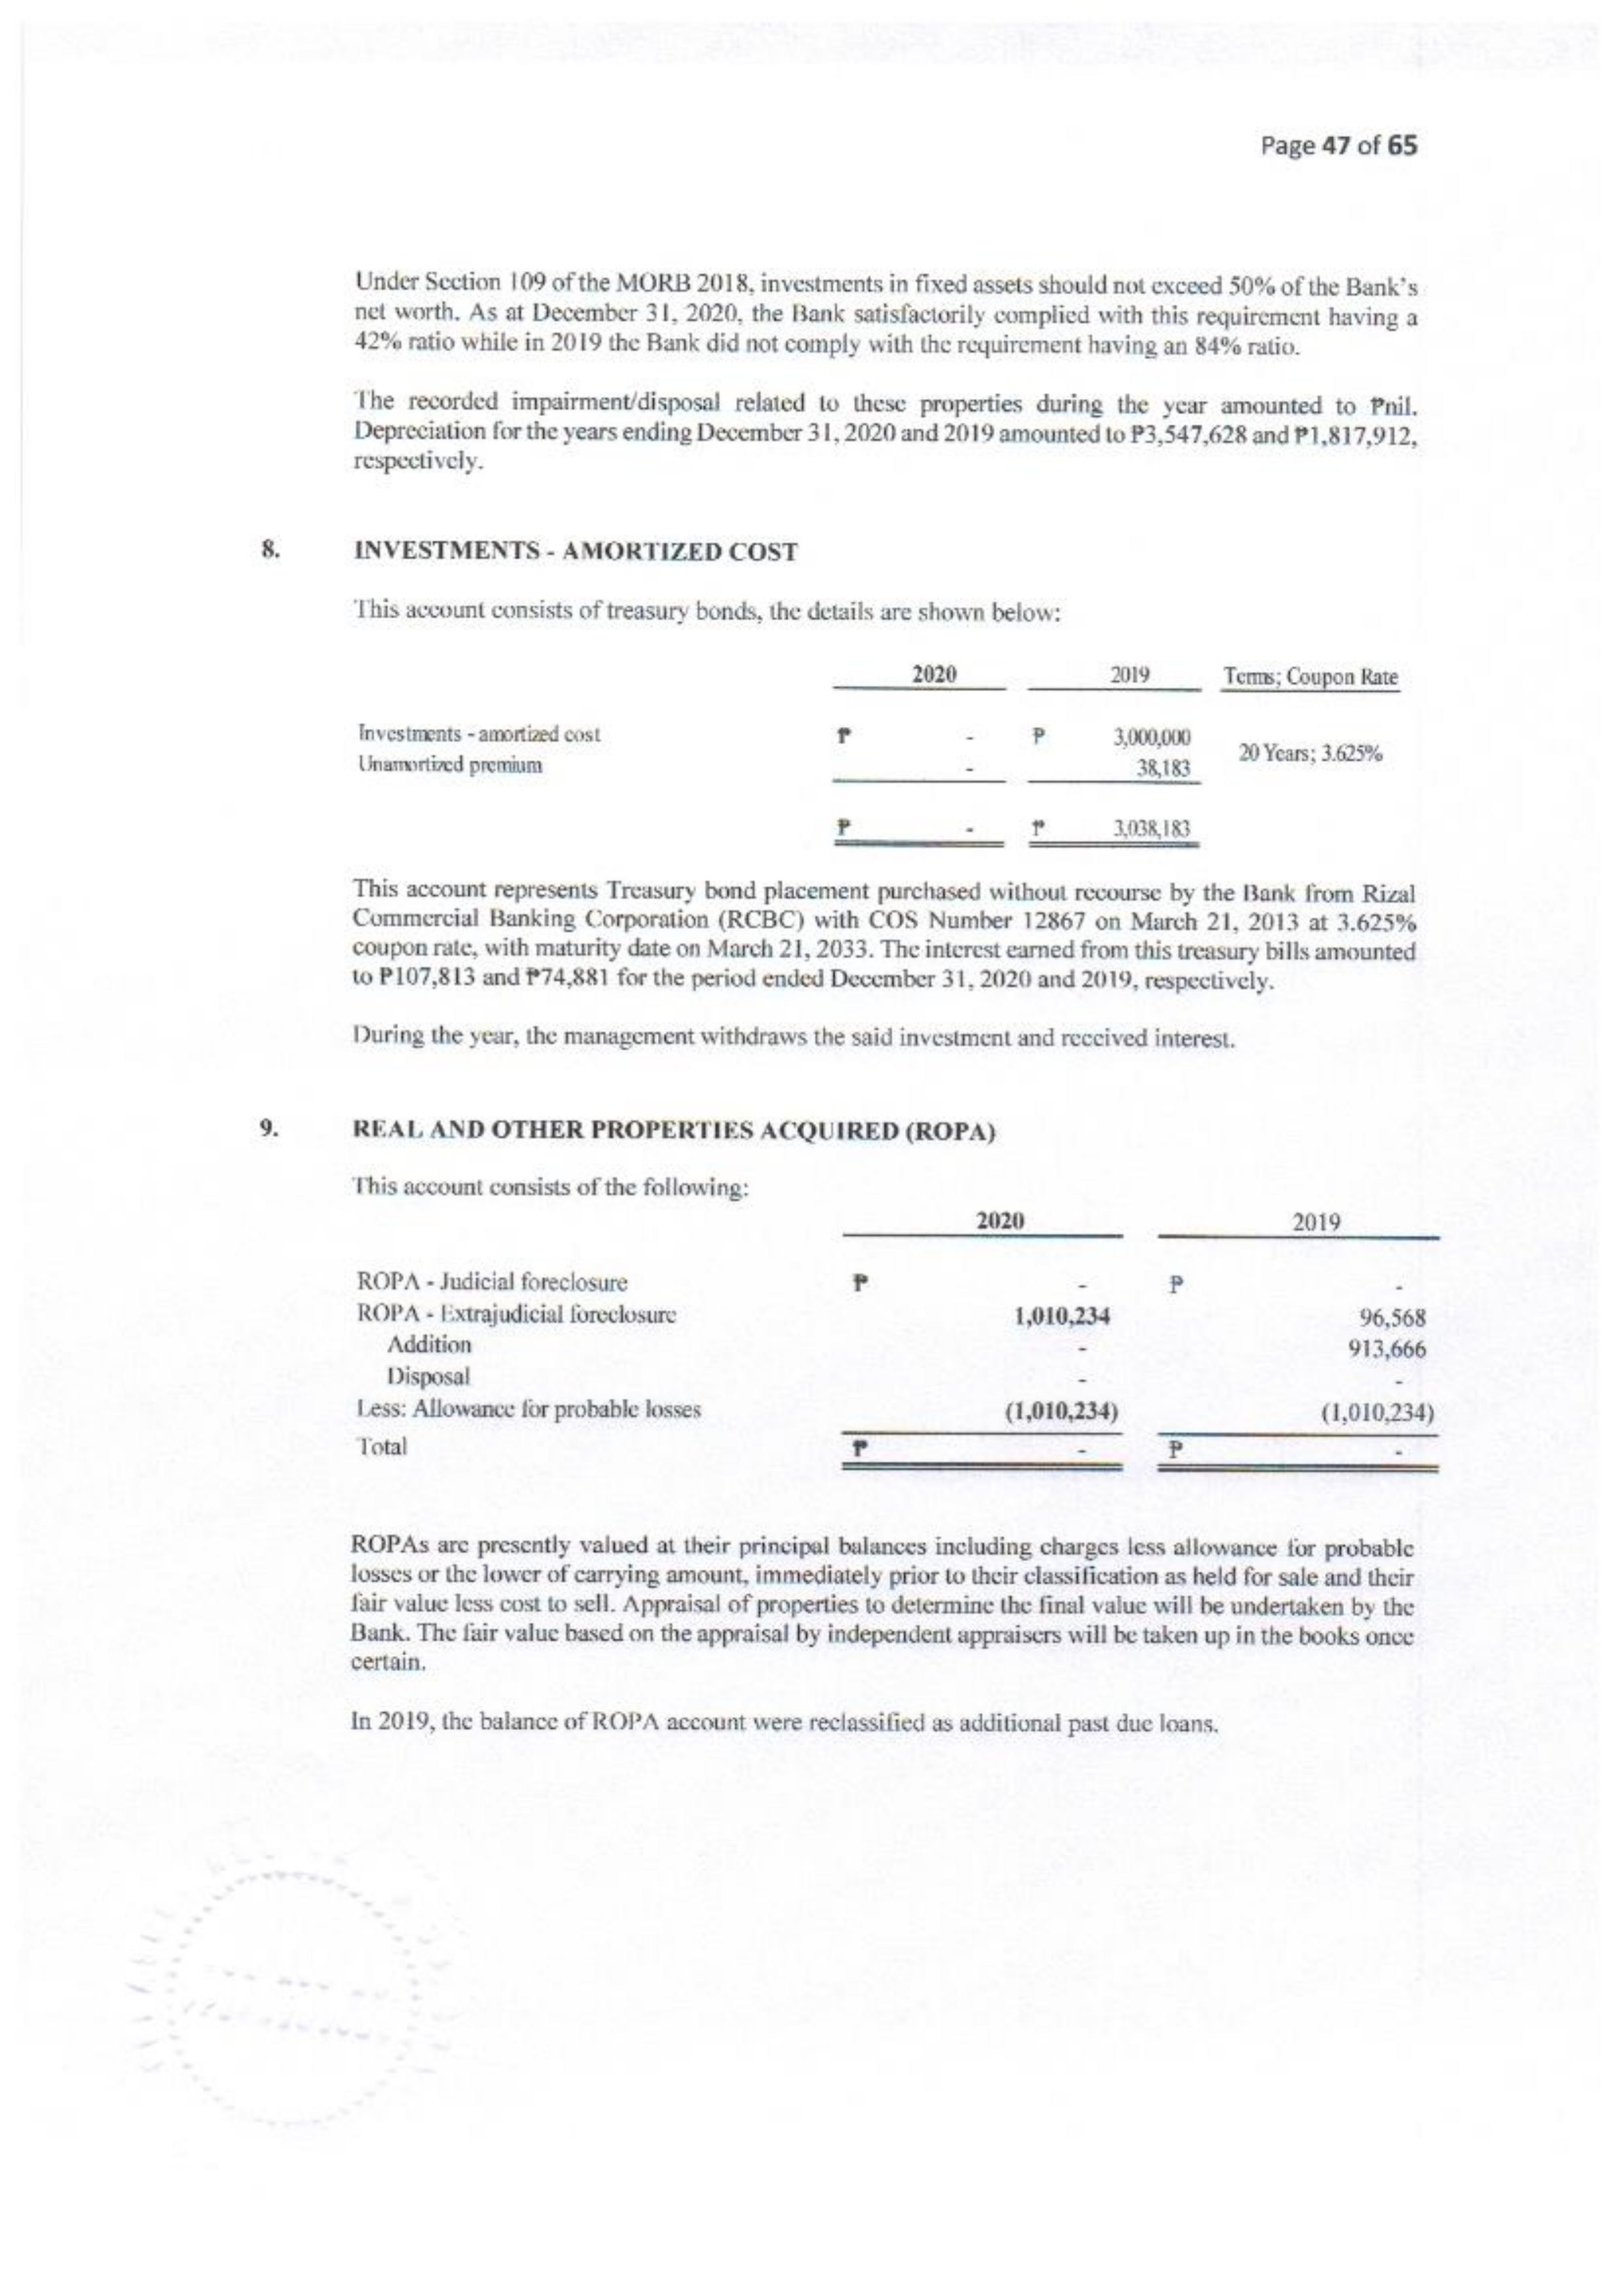 Page 47 of 65
Under Section 109 of the MORB 2018, investments in fixed assets should not exceed 50% of the Bank's
net worth. As at December 31, 2020, the Bank satisfactorily complied with this requirement having a
42% ratio while in 2019 the Bank did not comply with the requirement having an 84% ratio.
The recorded impairment/disposal related to these properties during the year amounted to ₱nil.
Depreciation for the years ending December 31, 2020 and 2019 amounted to ₱3,547,628 and ₱1,817,912,
respectively.
8. INVESTMENTS - AMORTIZED COST
This account consists of treasury bonds, the details are shown below:
2020 2019 Terms; Coupon Rate
Investments - amortized cost ₱ - ₱ 3,000,000
20 Years; 3.625%
Unamortized premium - 38,183
₱ - ₱ 3,038,183
This account represents Treasury bond placement purchased without recourse by the Bank from Rizal
Commercial Banking Corporation (RCBC) with COS Number 12867 on March 21, 2013 at 3.625%
coupon rate, with maturity date on March 21, 2033. The interest earned from this treasury bills amounted
to ₱107,813 and ₱74,881 for the period ended December 31, 2020 and 2019, respectively.
During the year, the management withdraws the said investment and received interest.
9. REAL AND OTHER PROPERTIES ACQUIRED (ROPA)
This account consists of the following:
2020 2019
ROPA - Judicial foreclosure ₱ - ₱ -
ROPA - Extrajudicial foreclosure 1,010,234 96,568
Addition - 913,666
Disposal - -
Less: Allowance for probable losses (1,010,234) (1,010,234)
Total ₱ - ₱ -
ROPAs are presently valued at their principal balances including charges less allowance for probable
losses or the lower of carrying amount, immediately prior to their classification as held for sale and their
fair value less cost to sell. Appraisal of properties to determine the final value will be undertaken by the
Bank. The fair value based on the appraisal by independent appraisers will be taken up in the books once
certain.
In 2019, the balance of ROPA account were reclassified as additional past due loans.